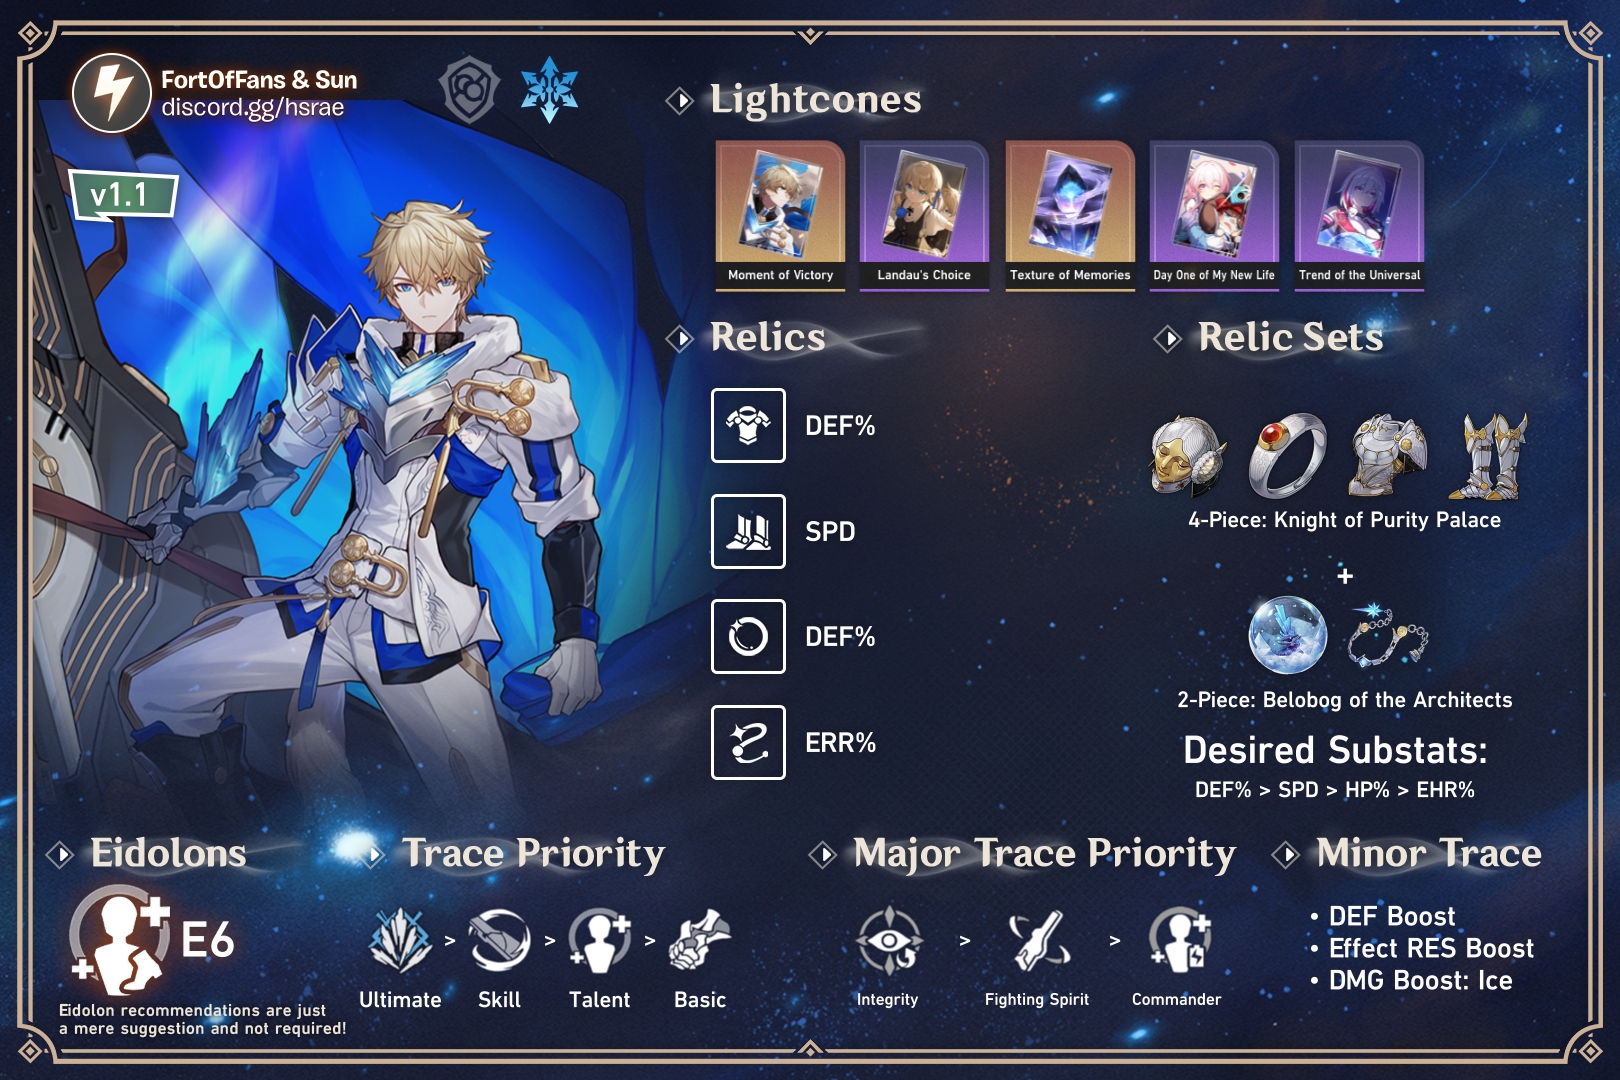 FortOfFans & Sun
discord.gg/hsrae
v1.1
Lightcones
Moment of Victory
Landau's Choice
Texture of Memories
Day One of My New Life
Trend of the Universal
Relics
DEF%
SPD
DEF%
ERR%
Relic Sets
4-Piece: Knight of Purity Palace
+
2-Piece: Belobog of the Architects
Desired Substats:
DEF% > SPD > HP% > EHR%
Eidolons
E6
Eidolon recommendations are just
a mere suggestion and not required!
Trace Priority
> > >
Ultimate Skill Talent Basic
Major Trace Priority
> >
Integrity Fighting Spirit Commander
Minor Trace
• DEF Boost
• Effect RES Boost
• DMG Boost: Ice